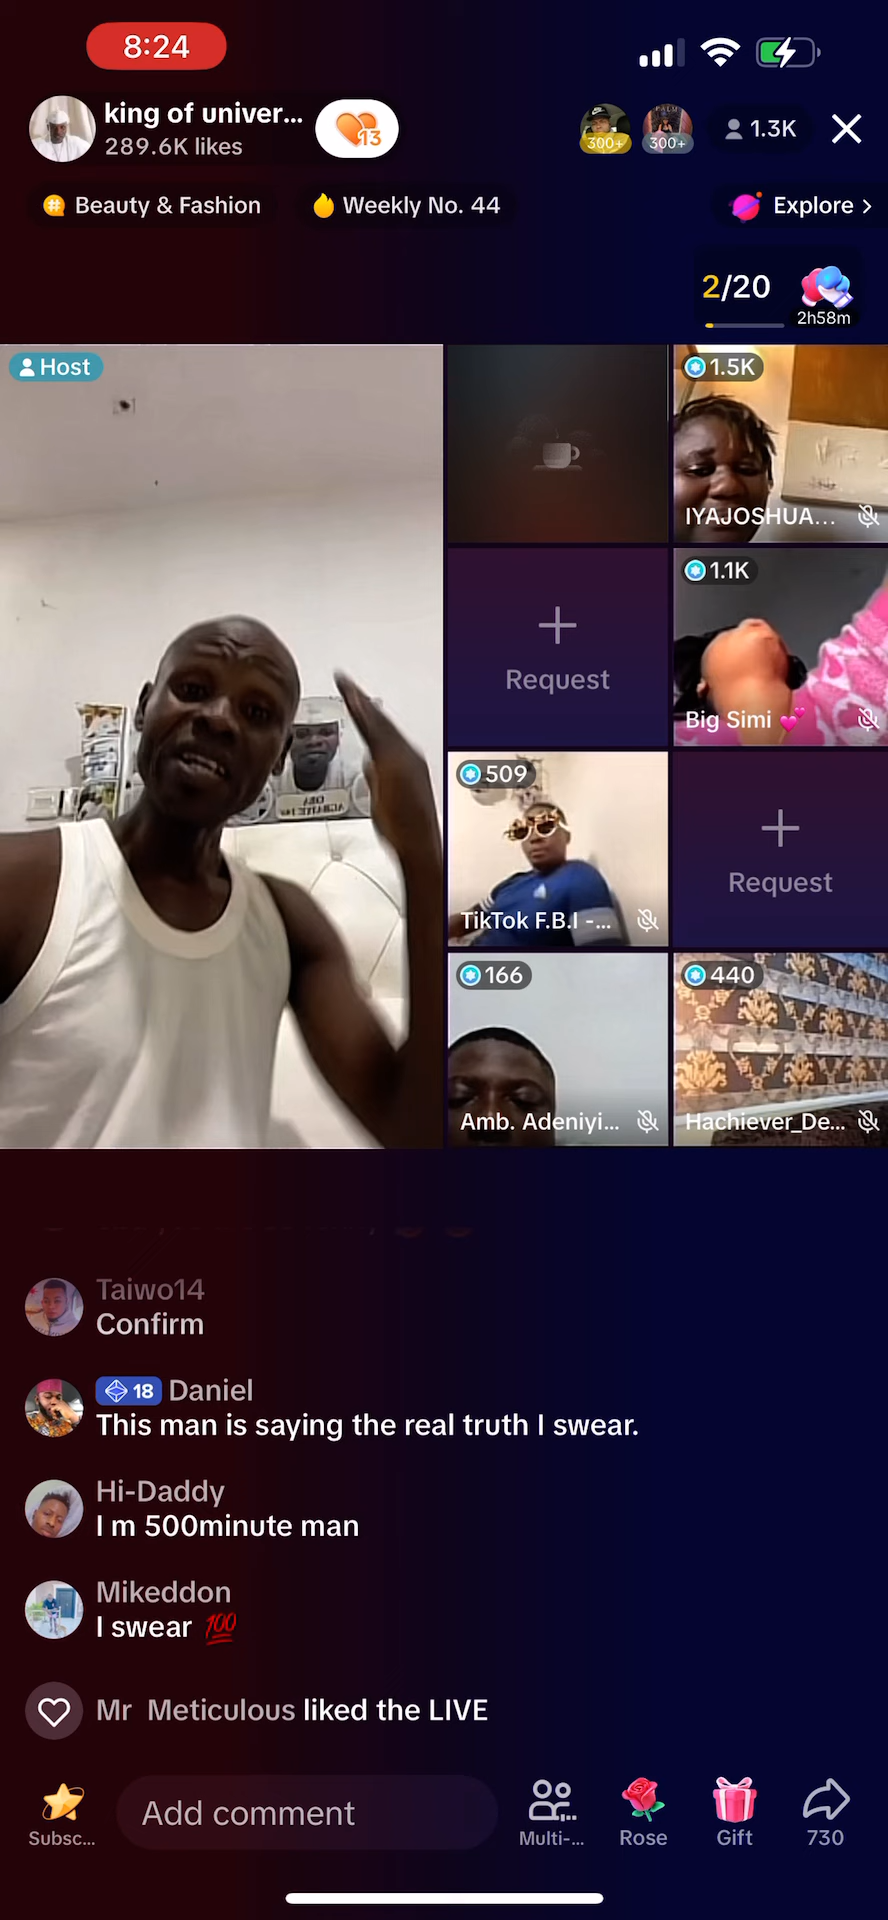 8:24
king of univer...
289.6K likes
13
300+
300+
1.3K
Beauty & Fashion
Weekly No. 44
Explore >
2/20
2h58m
Host
1.5K
IYAJOSHUA...
Request
1.1K
Big Simi 💕
509
TikTok F.B.I -...
Request
166
Amb. Adeniyi...
440
Hachiever_De...
Taiwo14
Confirm
18 Daniel
This man is saying the real truth I swear.
Hi-Daddy
I m 500minute man
Mikeddon
I swear 💯
Mr Meticulous liked the LIVE
Subsc...
Add comment
Multi-...
Rose
Gift
730